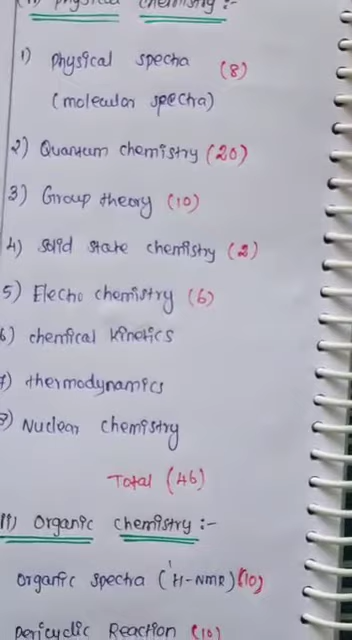 physical chemistry :-
1) physical spectra (8)
(molecular spectra)
2) Quantum chemistry (20)
3) Group theory (10)
4) Solid state chemistry (2)
5) Electro chemistry (6)
6) chemical kinetics
7) thermodynamics
8) Nuclear chemistry
Total (46)
II) Organic chemistry :-
Organic spectra (¹H-NMR) (10)
Pericyclic Reaction (10)